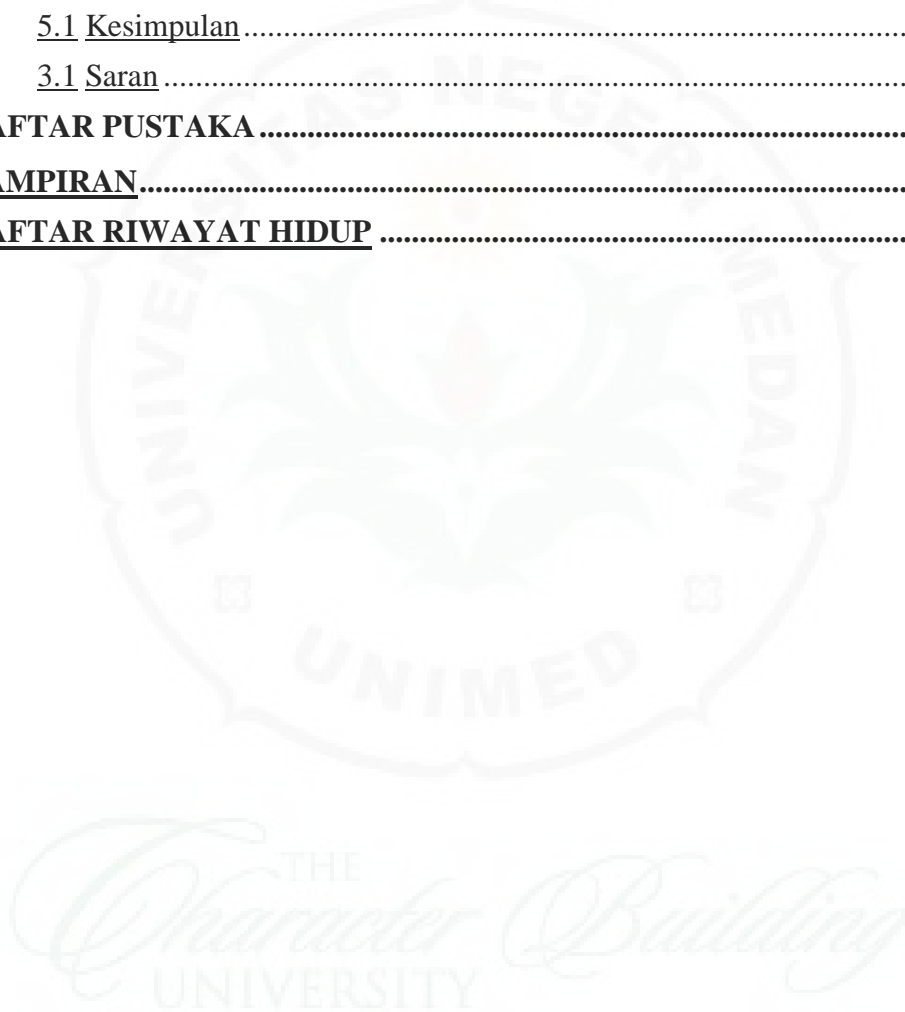 5.1 Kesimpulan ....................................................................................
3.1 Saran ..............................................................................................
AFTAR PUSTAKA ..................................................................................
AMPIRAN.................................................................................................
AFTAR RIWAYAT HIDUP ..................................................................
UNIVERSITAS NEGERI MEDAN
UNIMED
THE
Character Building
UNIVERSITY